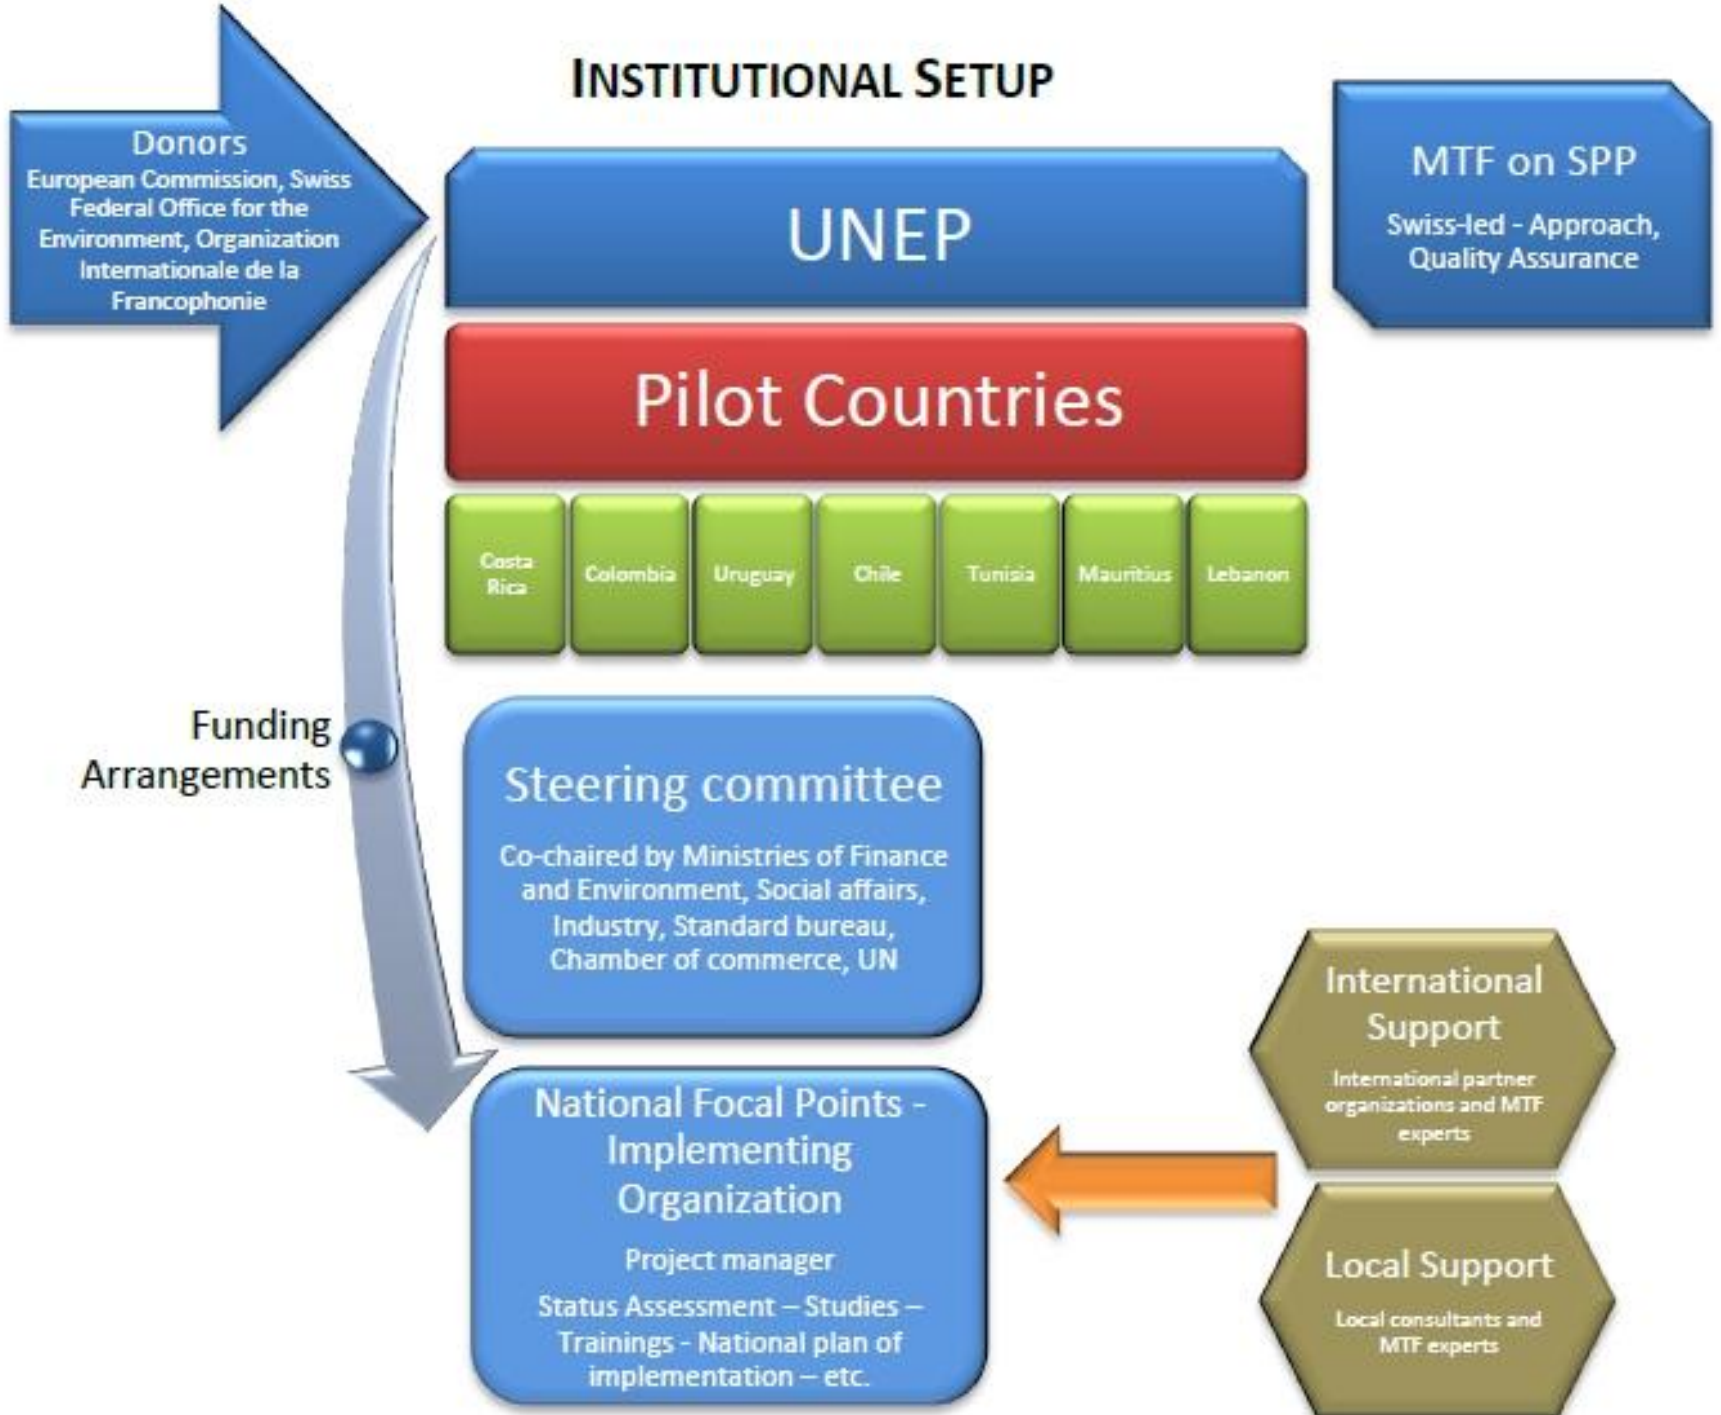 INSTITUTIONAL SETUP
Donors
European Commission, Swiss
Federal Office for the
Environment, Organization
Internationale de la
Francophonie
UNEP
MTF on SPP
Swiss-led - Approach,
Quality Assurance
Pilot Countries
Costa
Rica
Colombia
Uruguay
Chile
Tunisia
Mauritius
Lebanon
Funding
Arrangements
Steering committee
Co-chaired by Ministries of Finance
and Environment, Social affairs,
Industry, Standard bureau,
Chamber of commerce, UN
National Focal Points -
Implementing
Organization
Project manager
Status Assessment – Studies –
Trainings - National plan of
implementation – etc.
International
Support
International partner
organizations and MTF
experts
Local Support
Local consultants and
MTF experts